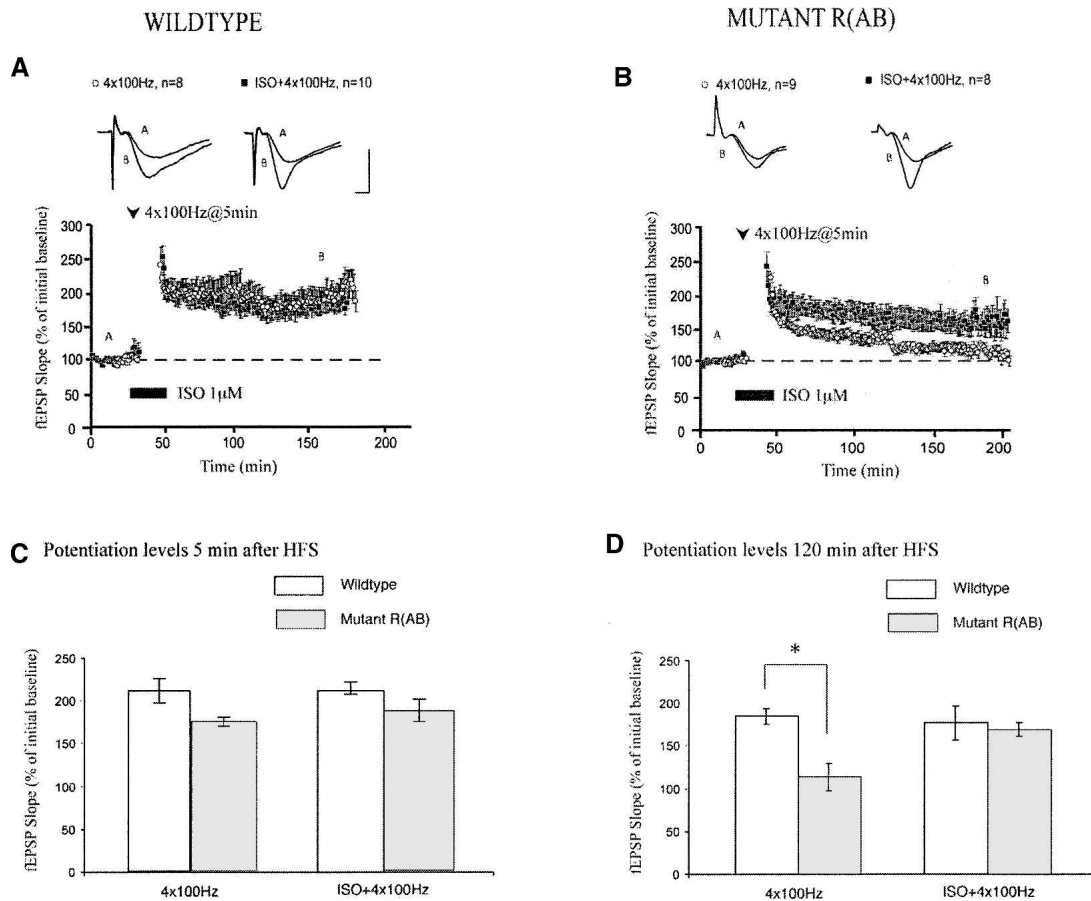 WILDTYPE
MUTANT R(AB)
A
○ 4x100Hz, n=8
■ ISO+4x100Hz, n=10
A
B
A
B
4x100Hz@5min
fEPSP Slope (% of initial baseline)
300
250
200
150
100
50
0
A
B
ISO 1μM
0
50
100
150
200
Time (min)
B
○ 4x100Hz, n=9
■ ISO+4x100Hz, n=8
A
B
A
B
4x100Hz@5min
fEPSP Slope (% of initial baseline)
300
250
200
150
100
50
0
A
B
ISO 1μM
0
50
100
150
200
Time (min)
C
Potentiation levels 5 min after HFS
Wildtype
Mutant R(AB)
fEPSP Slope (% of initial baseline)
250
200
150
100
50
0
4x100Hz
ISO+4x100Hz
D
Potentiation levels 120 min after HFS
Wildtype
Mutant R(AB)
fEPSP Slope (% of initial baseline)
250
200
150
100
50
0
*
4x100Hz
ISO+4x100Hz